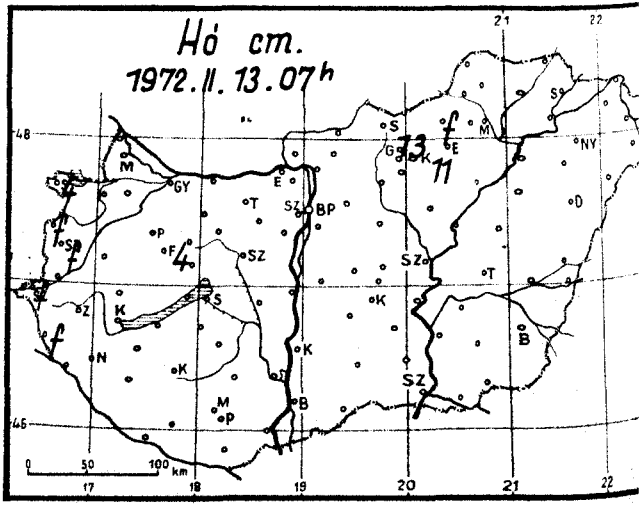 Hó cm.
1972.II.13.07h
21
22
48
S
f
M
S
G
13
K
E
NY
11
M
GY
E
T
SZ
BP
D
f
f
P
F
4
SZ
SZ
T
Z
K
S
K
B
f
N
K
K
SZ
M
P
B
46
0
50
100
km
17
18
19
20
21
22